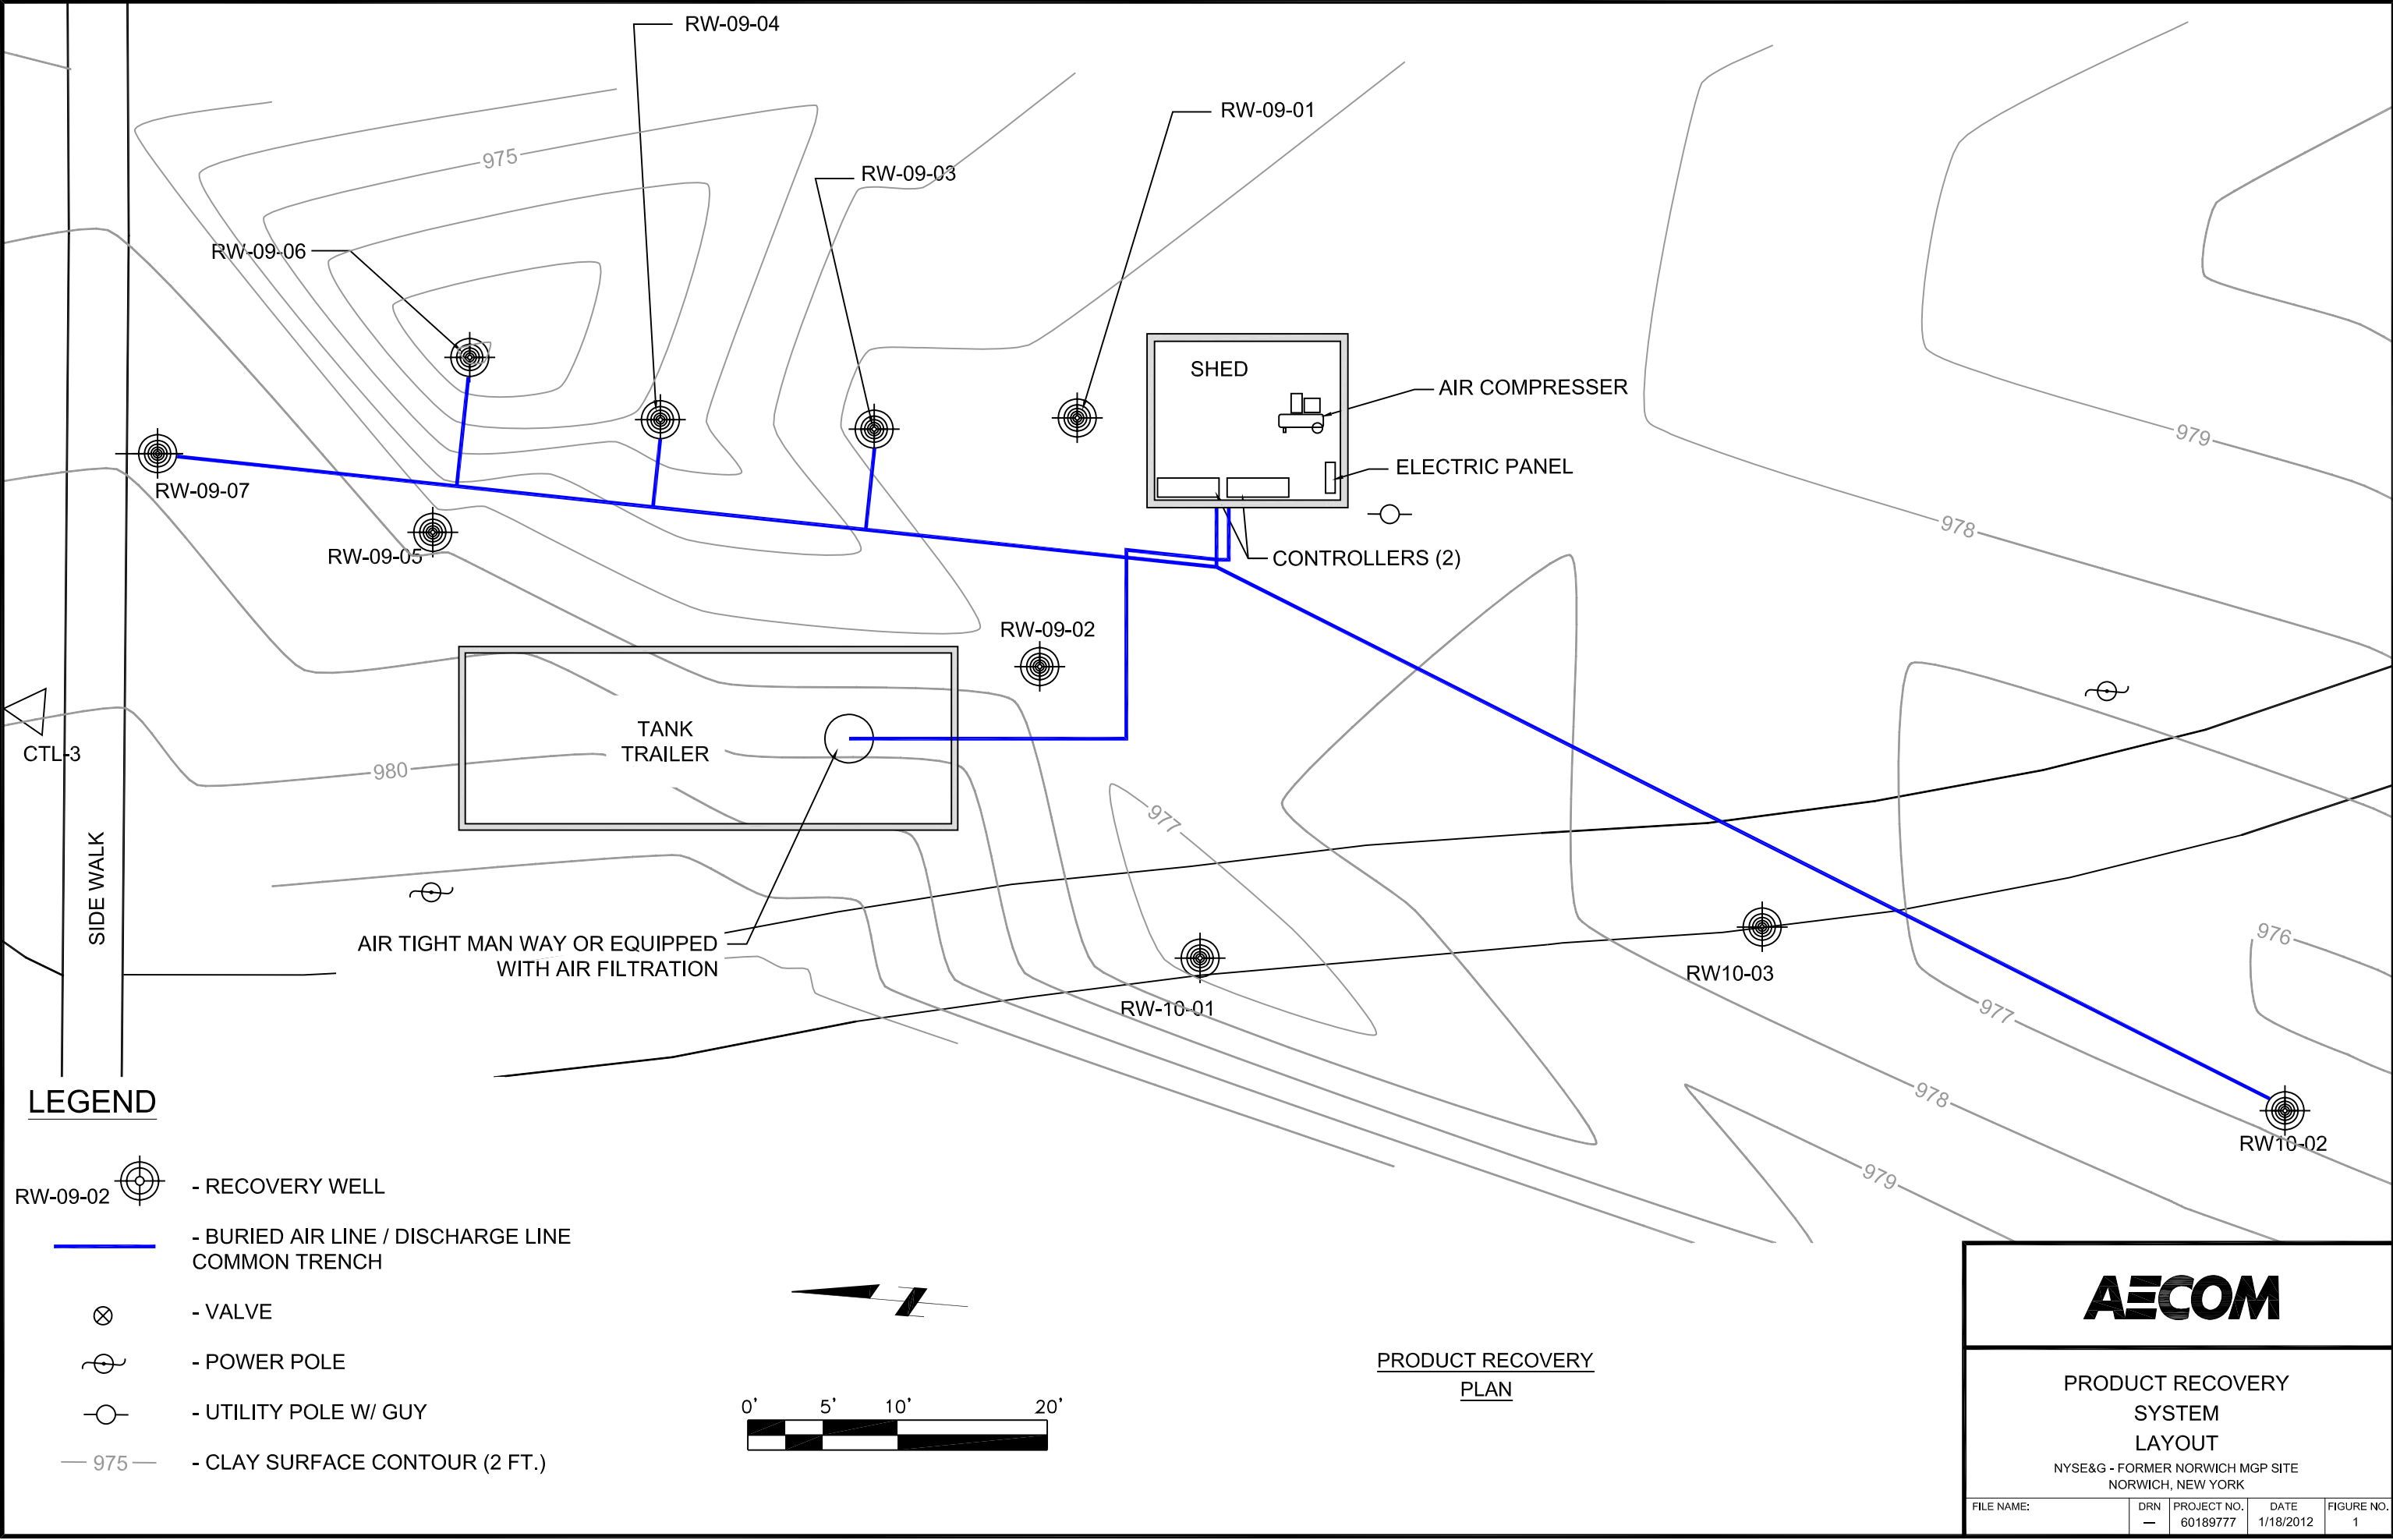 RW-09-04
RW-09-01
975
RW-09-03
RW-09-06
SHED
AIR COMPRESSER
979
ELECTRIC PANEL
RW-09-07
978
RW-09-05
CONTROLLERS (2)
RW-09-02
TANK
TRAILER
CTL-3
980
977
SIDE WALK
976
AIR TIGHT MAN WAY OR EQUIPPED
WITH AIR FILTRATION
RW10-03
RW-10-01
977
978
RW10-02
979
LEGEND
RW-09-02
- RECOVERY WELL
- BURIED AIR LINE / DISCHARGE LINE
COMMON TRENCH
- VALVE
- POWER POLE
- UTILITY POLE W/ GUY
975
- CLAY SURFACE CONTOUR (2 FT.)
0' 5' 10' 20'
PRODUCT RECOVERY
PLAN
AECOM
PRODUCT RECOVERY
SYSTEM
LAYOUT
NYSE&G - FORMER NORWICH MGP SITE
NORWICH, NEW YORK
FILE NAME: DRN PROJECT NO. DATE FIGURE NO.
— 60189777 1/18/2012 1